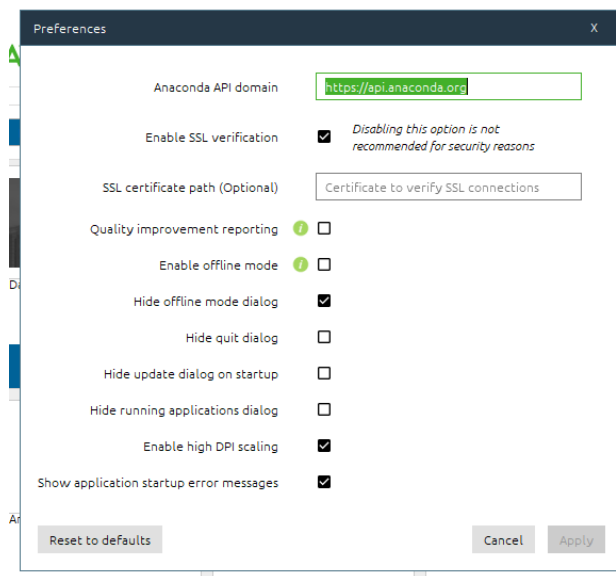 Preferences
X
Anaconda API domain
https://api.anaconda.org
Enable SSL verification
Disabling this option is not
recommended for security reasons
SSL certificate path (Optional)
Certificate to verify SSL connections
Quality improvement reporting
i
Enable offline mode
i
Hide offline mode dialog
Hide quit dialog
Hide update dialog on startup
Hide running applications dialog
Enable high DPI scaling
Show application startup error messages
Reset to defaults
Cancel
Apply